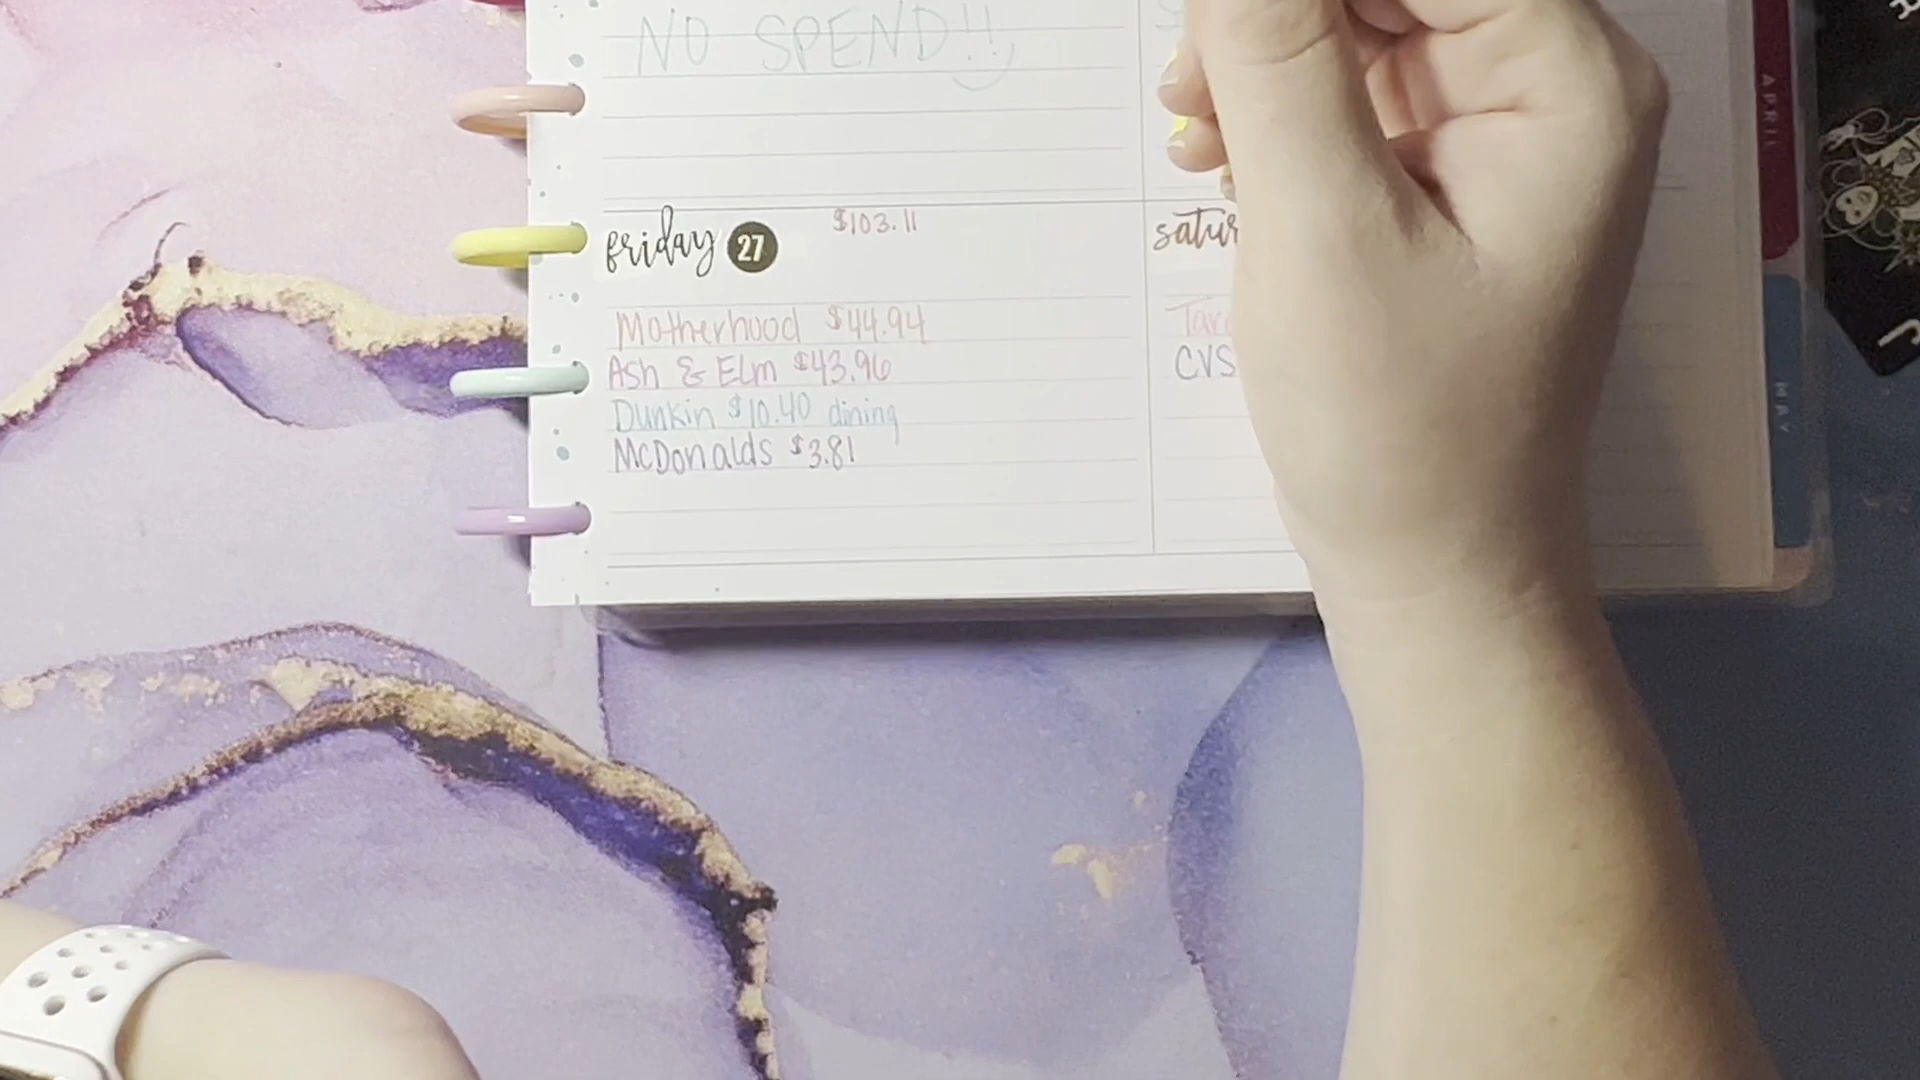 NO SPEND!!
friday 27 $103.11
Motherhood $44.94
Ash & Elm $43.96
Dunkin $10.40 dining
McDonalds $3.81
satur
Tar
CVS
APRIL
MAY